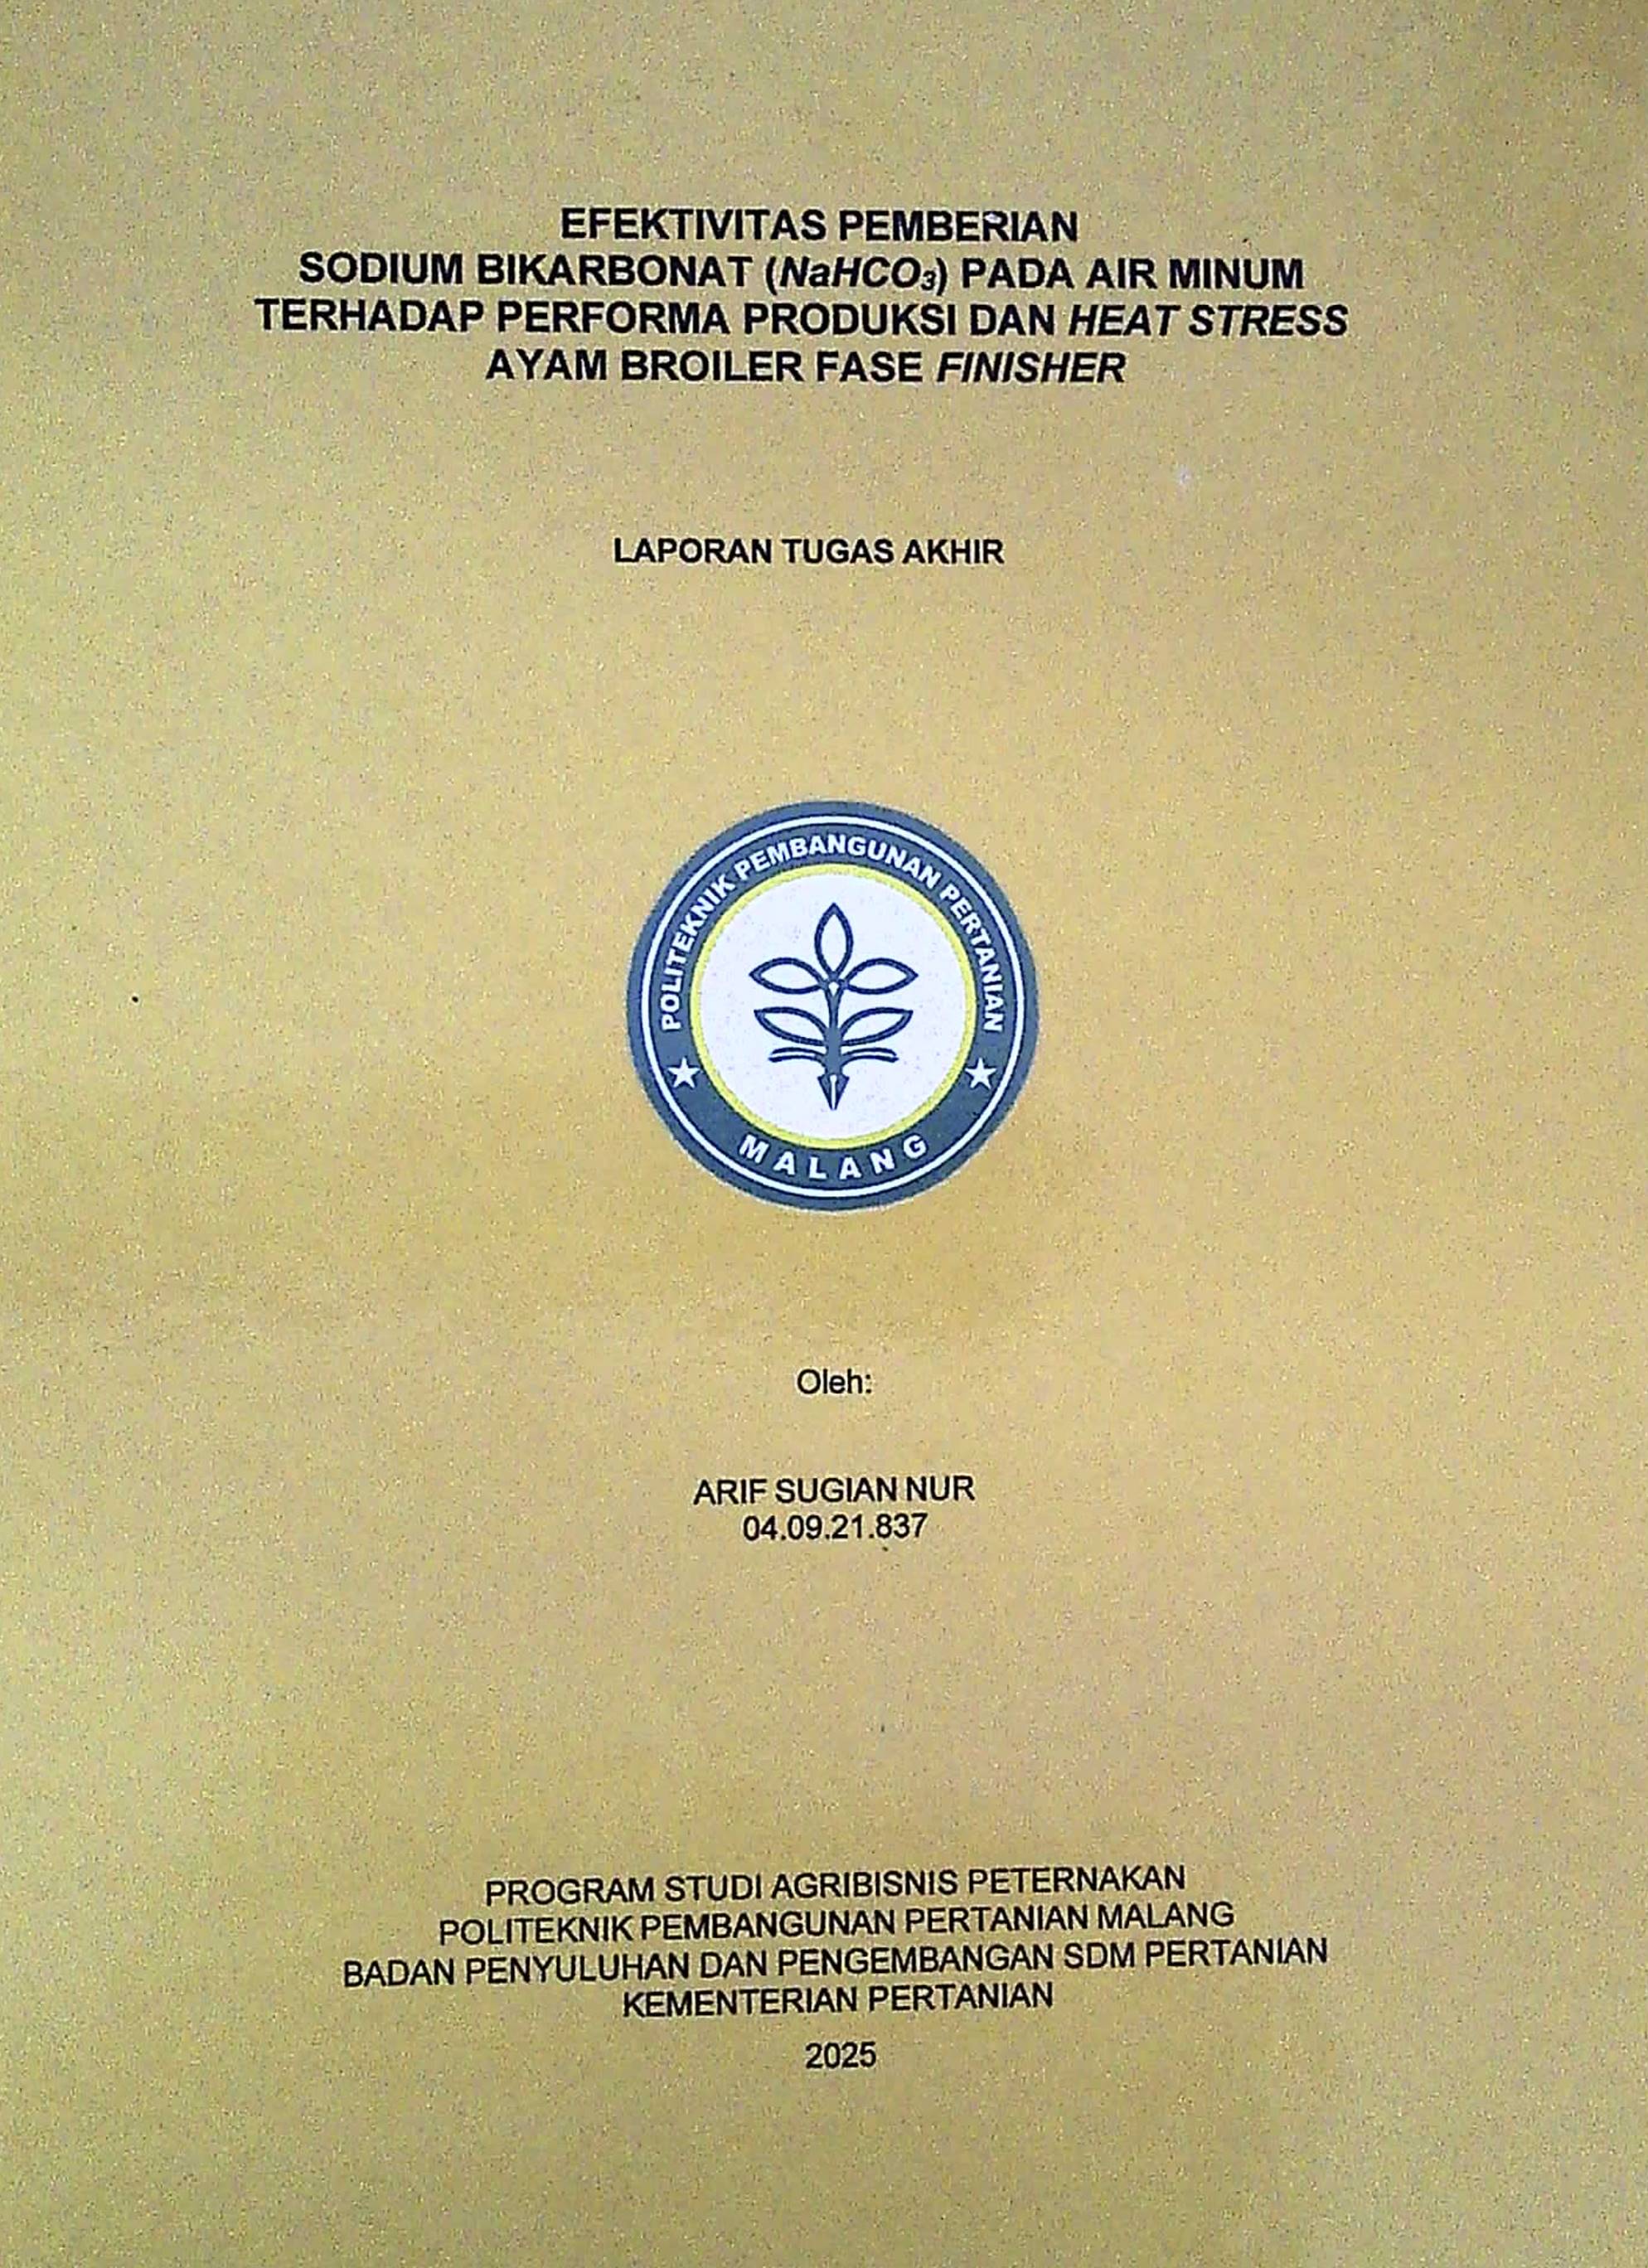 EFEKTIVITAS PEMBERIAN
SODIUM BIKARBONAT (NaHCO₃) PADA AIR MINUM
TERHADAP PERFORMA PRODUKSI DAN HEAT STRESS
AYAM BROILER FASE FINISHER
LAPORAN TUGAS AKHIR
POLITEKNIK PEMBANGUNAN PERTANIAN
MALANG
Oleh:
ARIF SUGIAN NUR
04.09.21.837
PROGRAM STUDI AGRIBISNIS PETERNAKAN
POLITEKNIK PEMBANGUNAN PERTANIAN MALANG
BADAN PENYULUHAN DAN PENGEMBANGAN SDM PERTANIAN
KEMENTERIAN PERTANIAN
2025